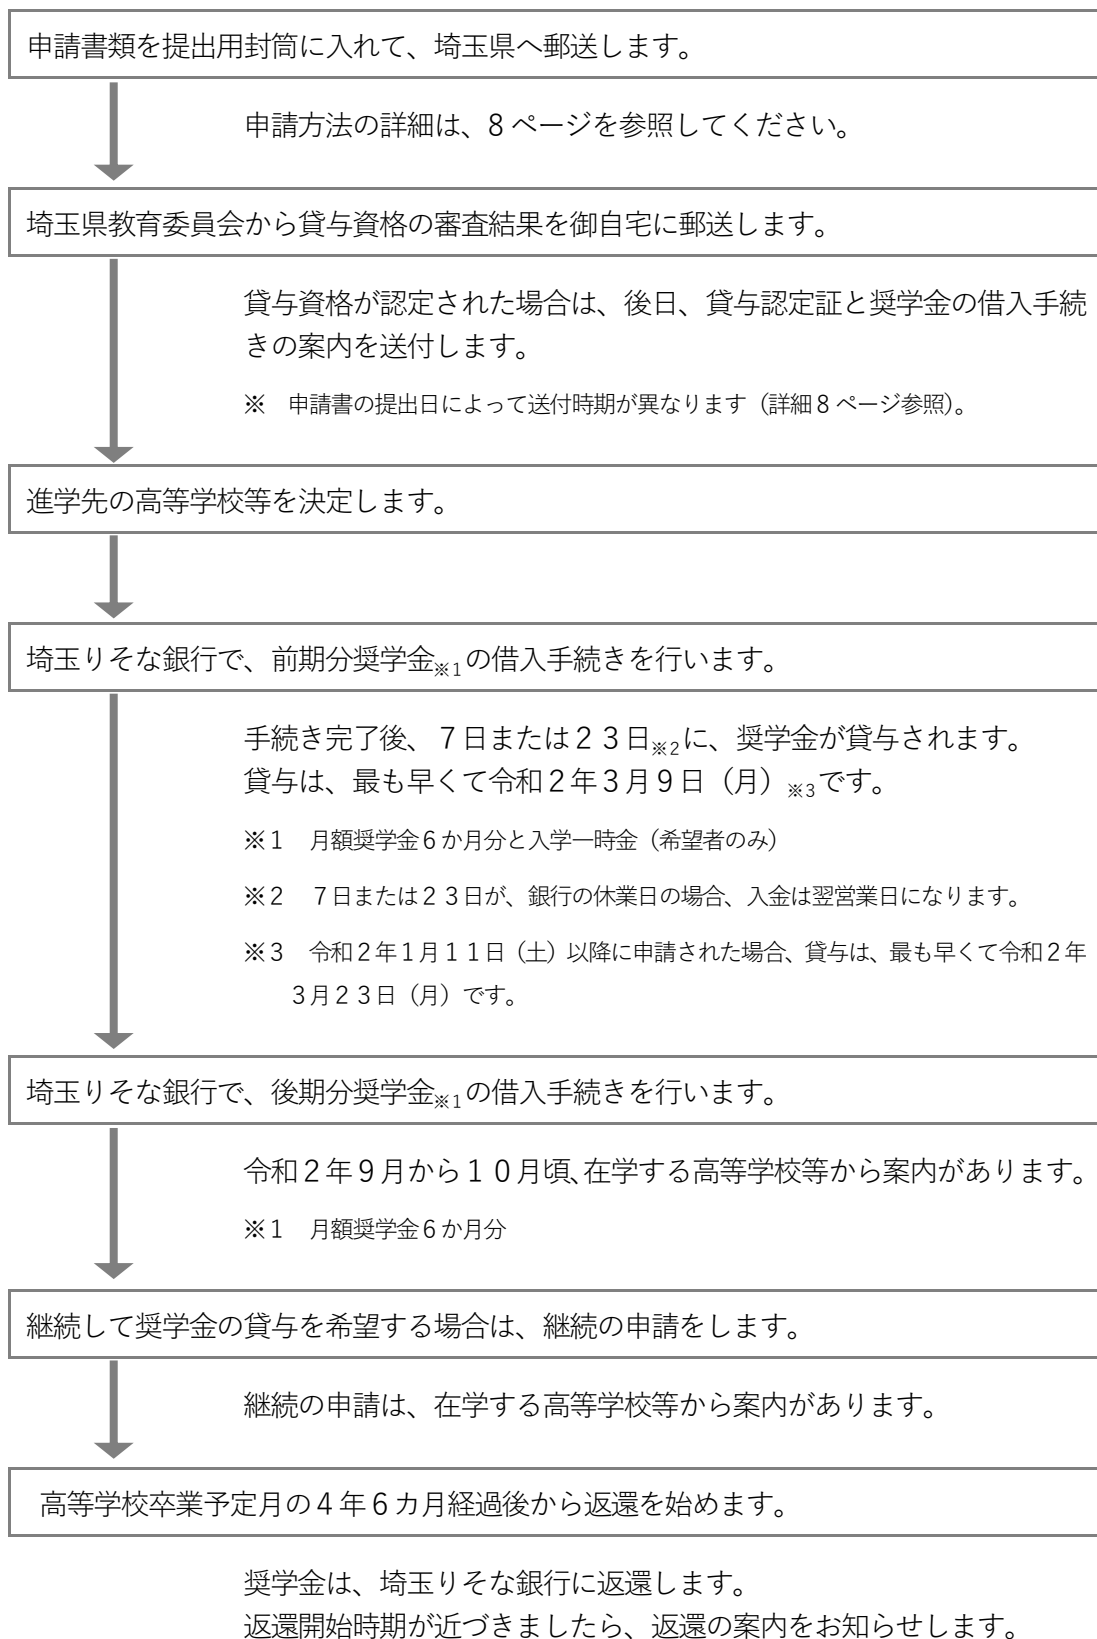 申請書類を提出用封筒に入れて、埼玉県へ郵送します。
申請方法の詳細は、8ページを参照してください。
埼玉県教育委員会から貸与資格の審査結果を御自宅に郵送します。
貸与資格が認定された場合は、後日、貸与認定証と奨学金の借入手続
きの案内を送付します。
※　申請書の提出日によって送付時期が異なります（詳細８ページ参照）。
進学先の高等学校等を決定します。
埼玉りそな銀行で、前期分奨学金※1の借入手続きを行います。
手続き完了後、７日または２３日※2に、奨学金が貸与されます。
貸与は、最も早くて令和２年３月９日（月）※3です。
※１　月額奨学金６か月分と入学一時金（希望者のみ）
※２　７日または２３日が、銀行の休業日の場合、入金は翌営業日になります。
※３　令和２年１月１１日（土）以降に申請された場合、貸与は、最も早くて令和２年
３月２３日（月）です。
埼玉りそな銀行で、後期分奨学金※1の借入手続きを行います。
令和２年９月から１０月頃、在学する高等学校等から案内があります。
※１　月額奨学金６か月分
継続して奨学金の貸与を希望する場合は、継続の申請をします。
継続の申請は、在学する高等学校等から案内があります。
高等学校卒業予定月の４年６カ月経過後から返還を始めます。
奨学金は、埼玉りそな銀行に返還します。
返還開始時期が近づきましたら、返還の案内をお知らせします。